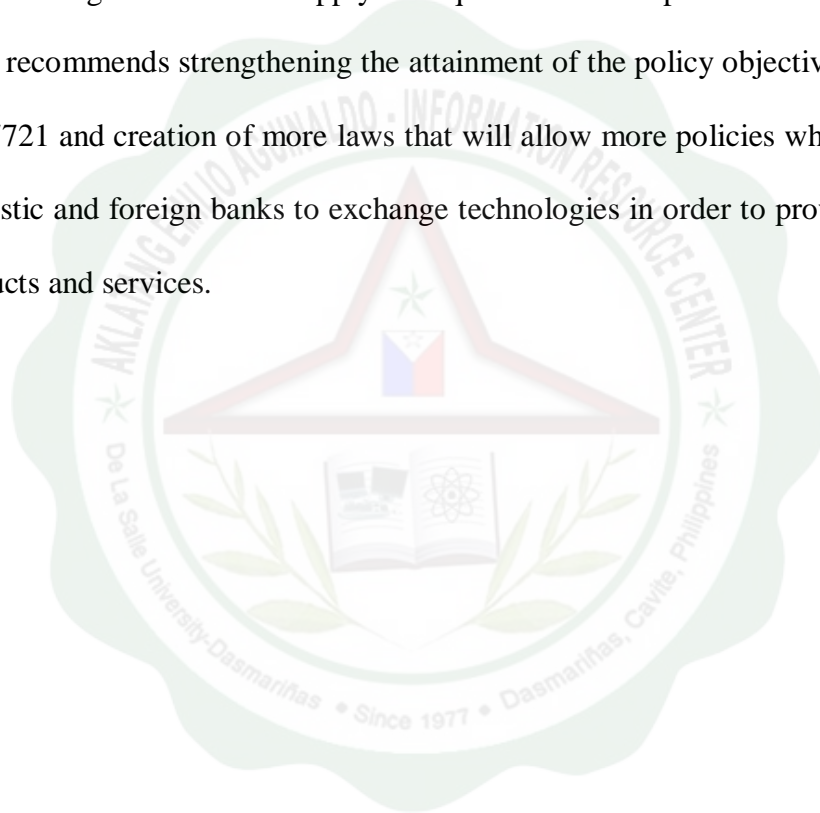 recommends strengthening the attainment of the policy objectiv
7721 and creation of more laws that will allow more policies wh
stic and foreign banks to exchange technologies in order to prov
ucts and services.
AKLATANG EMILIO AGUINALDO - INFORMATION RESOURCE CENTER
De La Salle University-Dasmariñas • Since 1977 • Dasmariñas, Cavite, Philippines